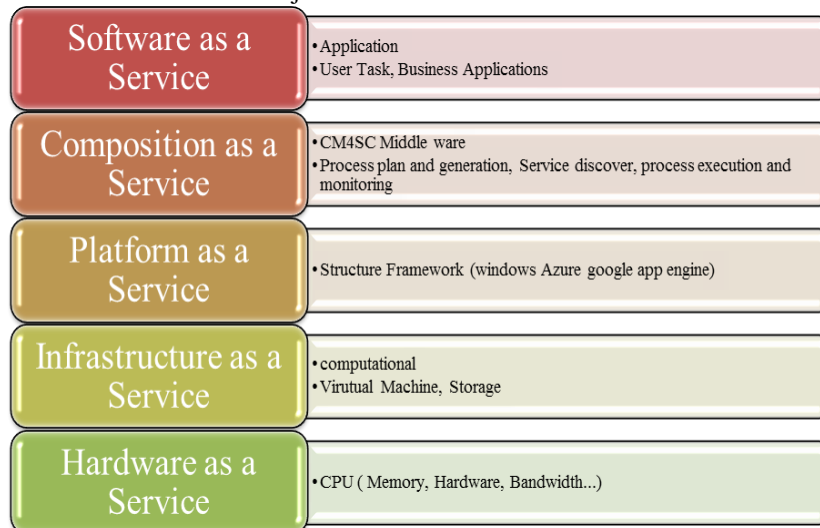 Software as a
Service
•Application
•User Task, Business Applications
Composition as a
Service
•CM4SC Middle ware
•Process plan and generation, Service discover, process execution and
monitoring
Platform as a
Service
•Structure Framework (windows Azure google app engine)
Infrastructure as a
Service
•computational
•Virutual Machine, Storage
Hardware as a
Service
•CPU ( Memory, Hardware, Bandwidth...)